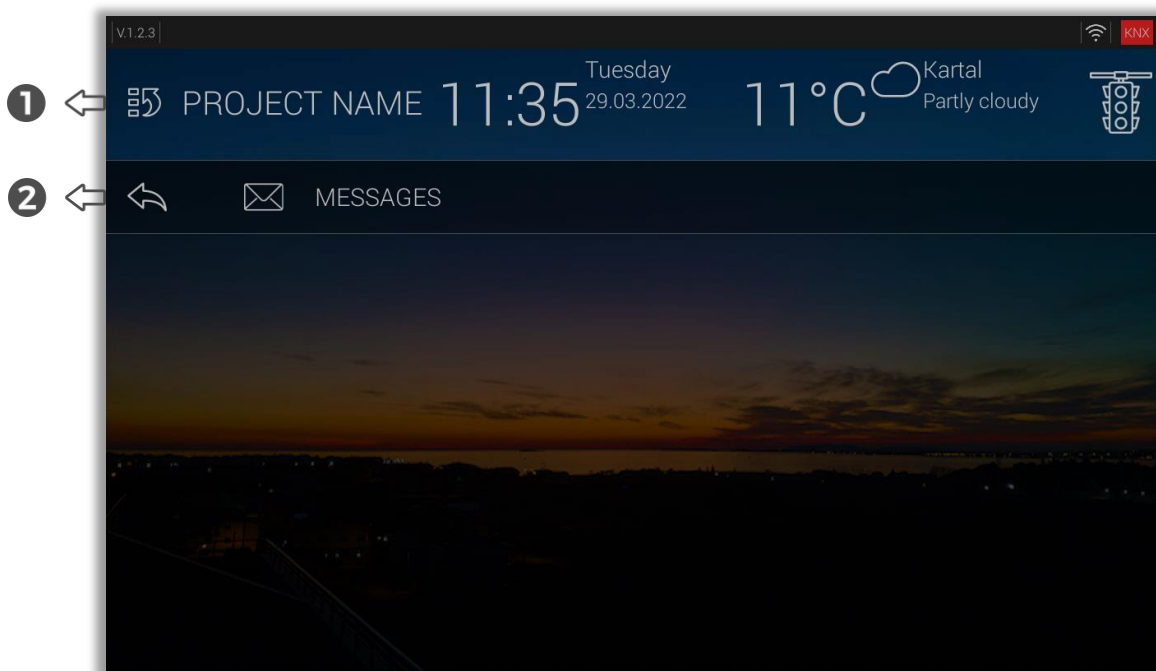 V.1.2.3
KNX
1
PROJECT NAME
11:35
Tuesday
29.03.2022
11°C
Kartal
Partly cloudy
2
MESSAGES